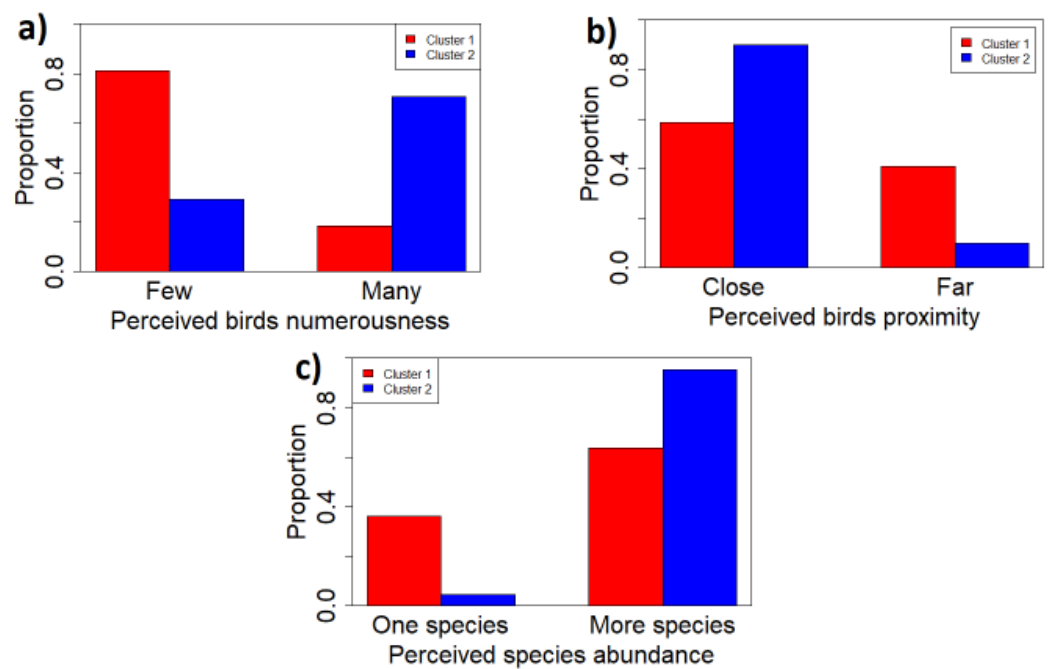 a)
Cluster 1
Cluster 2
Proportion
0.8
0.4
0.0
Few Many
Perceived birds numerousness
b)
Cluster 1
Cluster 2
Proportion
0.8
0.4
0.0
Close Far
Perceived birds proximity
c)
Cluster 1
Cluster 2
Proportion
0.8
0.4
0.0
One species More species
Perceived species abundance